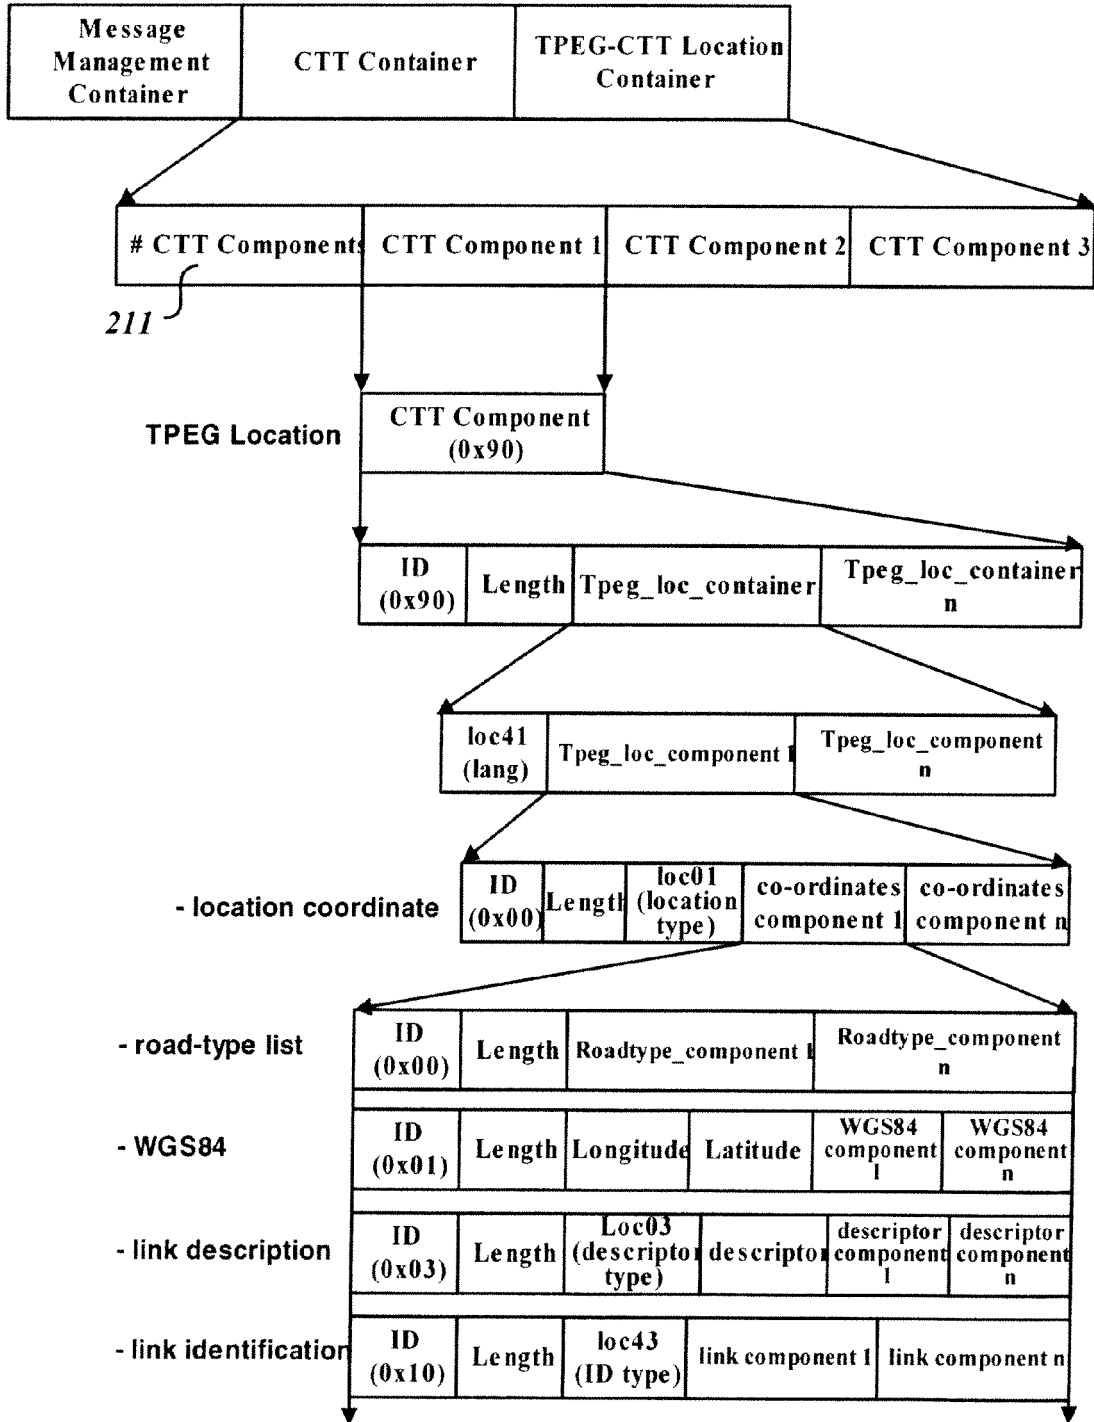 Message
Management
Container
CTT Container
TPEG-CTT Location
Container
# CTT Components
CTT Component 1
CTT Component 2
CTT Component 3
211
TPEG Location
CTT Component
(0x90)
ID
(0x90)
Length
Tpeg_loc_container
Tpeg_loc_container
n
loc41
(lang)
Tpeg_loc_component 1
Tpeg_loc_component
n
- location coordinate
ID
(0x00)
Length
loc01
(location
type)
co-ordinates
component 1
co-ordinates
component n
- road-type list
ID
(0x00)
Length
Roadtype_component 1
Roadtype_component
n
- WGS84
ID
(0x01)
Length
Longitude
Latitude
WGS84
component
1
WGS84
component
n
- link description
ID
(0x03)
Length
Loc03
(descriptor
type)
descriptor
descriptor
component
1
descriptor
component
n
- link identification
ID
(0x10)
Length
loc43
(ID type)
link component 1
link component n